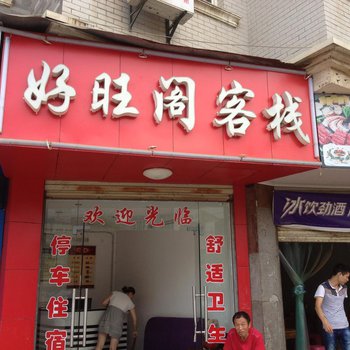 好旺阁客栈
欢迎光临
停车住宿
舒适卫生
冰饮劲酒